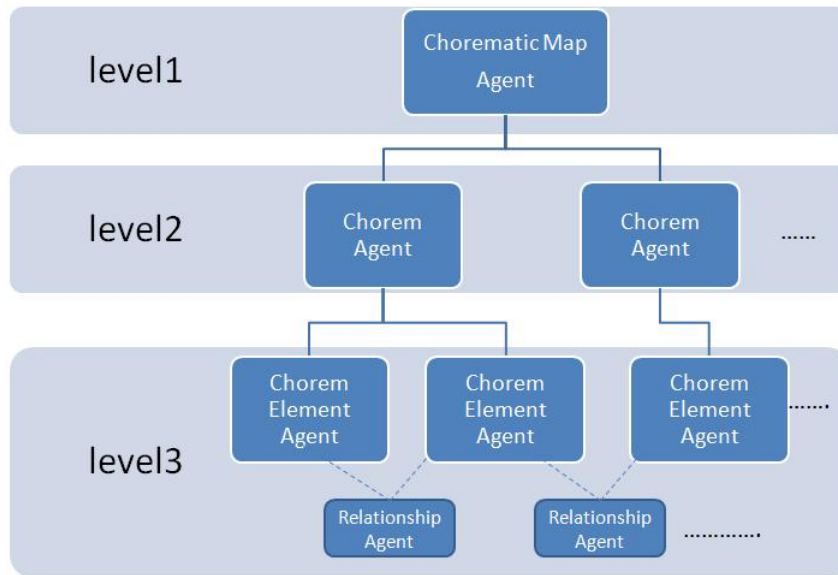 level1
Chorematic Map
Agent
level2
Chorem
Agent
Chorem
Agent
......
level3
Chorem
Element
Agent
Chorem
Element
Agent
Chorem
Element
Agent
.......
Relationship
Agent
Relationship
Agent
.............